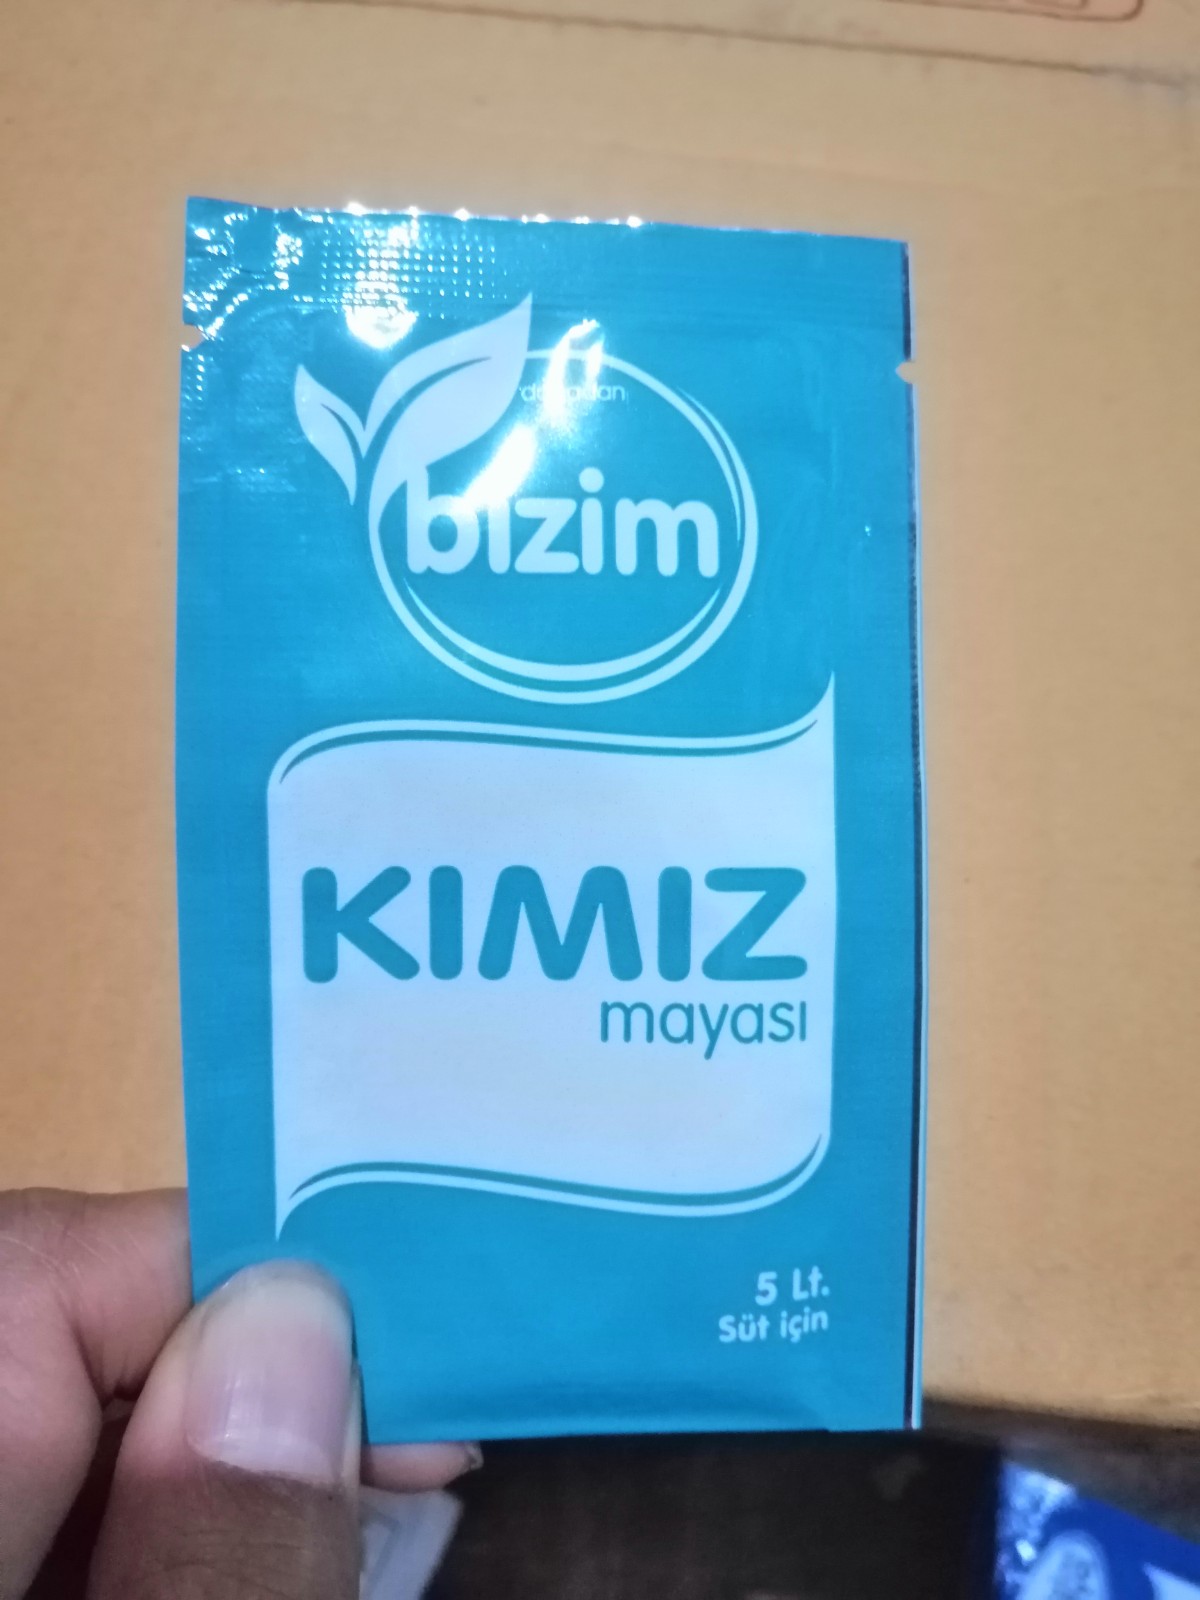 bizim
KIMIZ
mayası
5 Lt.
Süt için